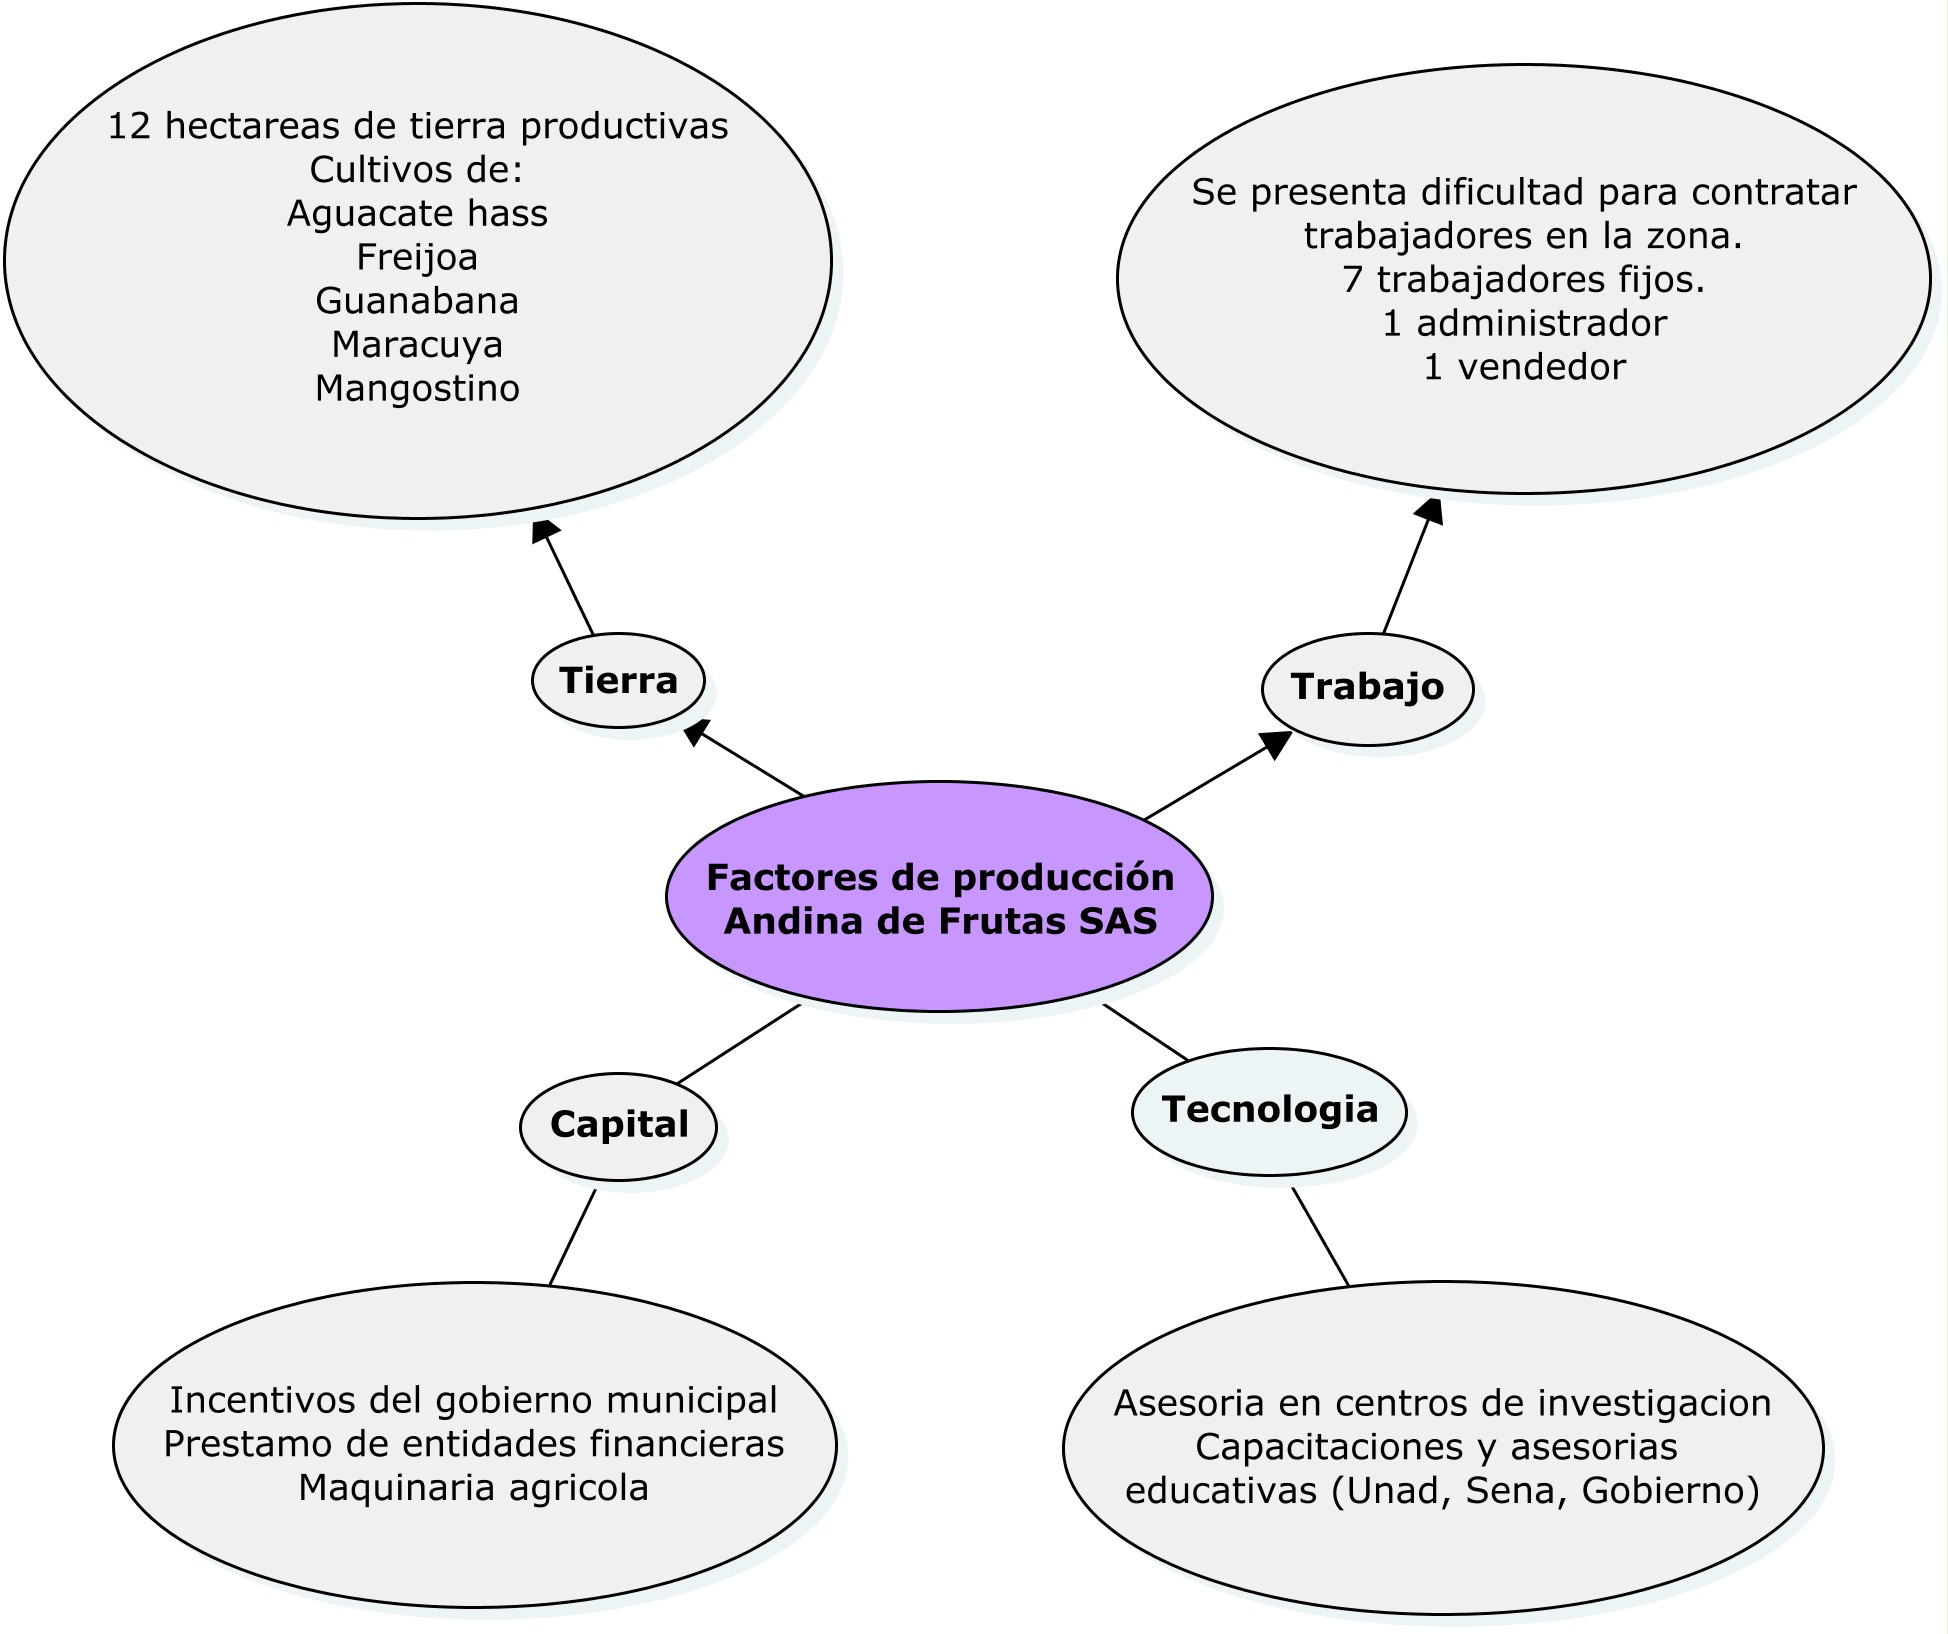 12 hectareas de tierra productivas
Cultivos de:
Aguacate hass
Freijoa
Guanabana
Maracuya
Mangostino
Se presenta dificultad para contratar
trabajadores en la zona.
7 trabajadores fijos.
1 administrador
1 vendedor
Tierra
Trabajo
Factores de producción
Andina de Frutas SAS
Capital
Tecnologia
Incentivos del gobierno municipal
Prestamo de entidades financieras
Maquinaria agricola
Asesoria en centros de investigacion
Capacitaciones y asesorias
educativas (Unad, Sena, Gobierno)